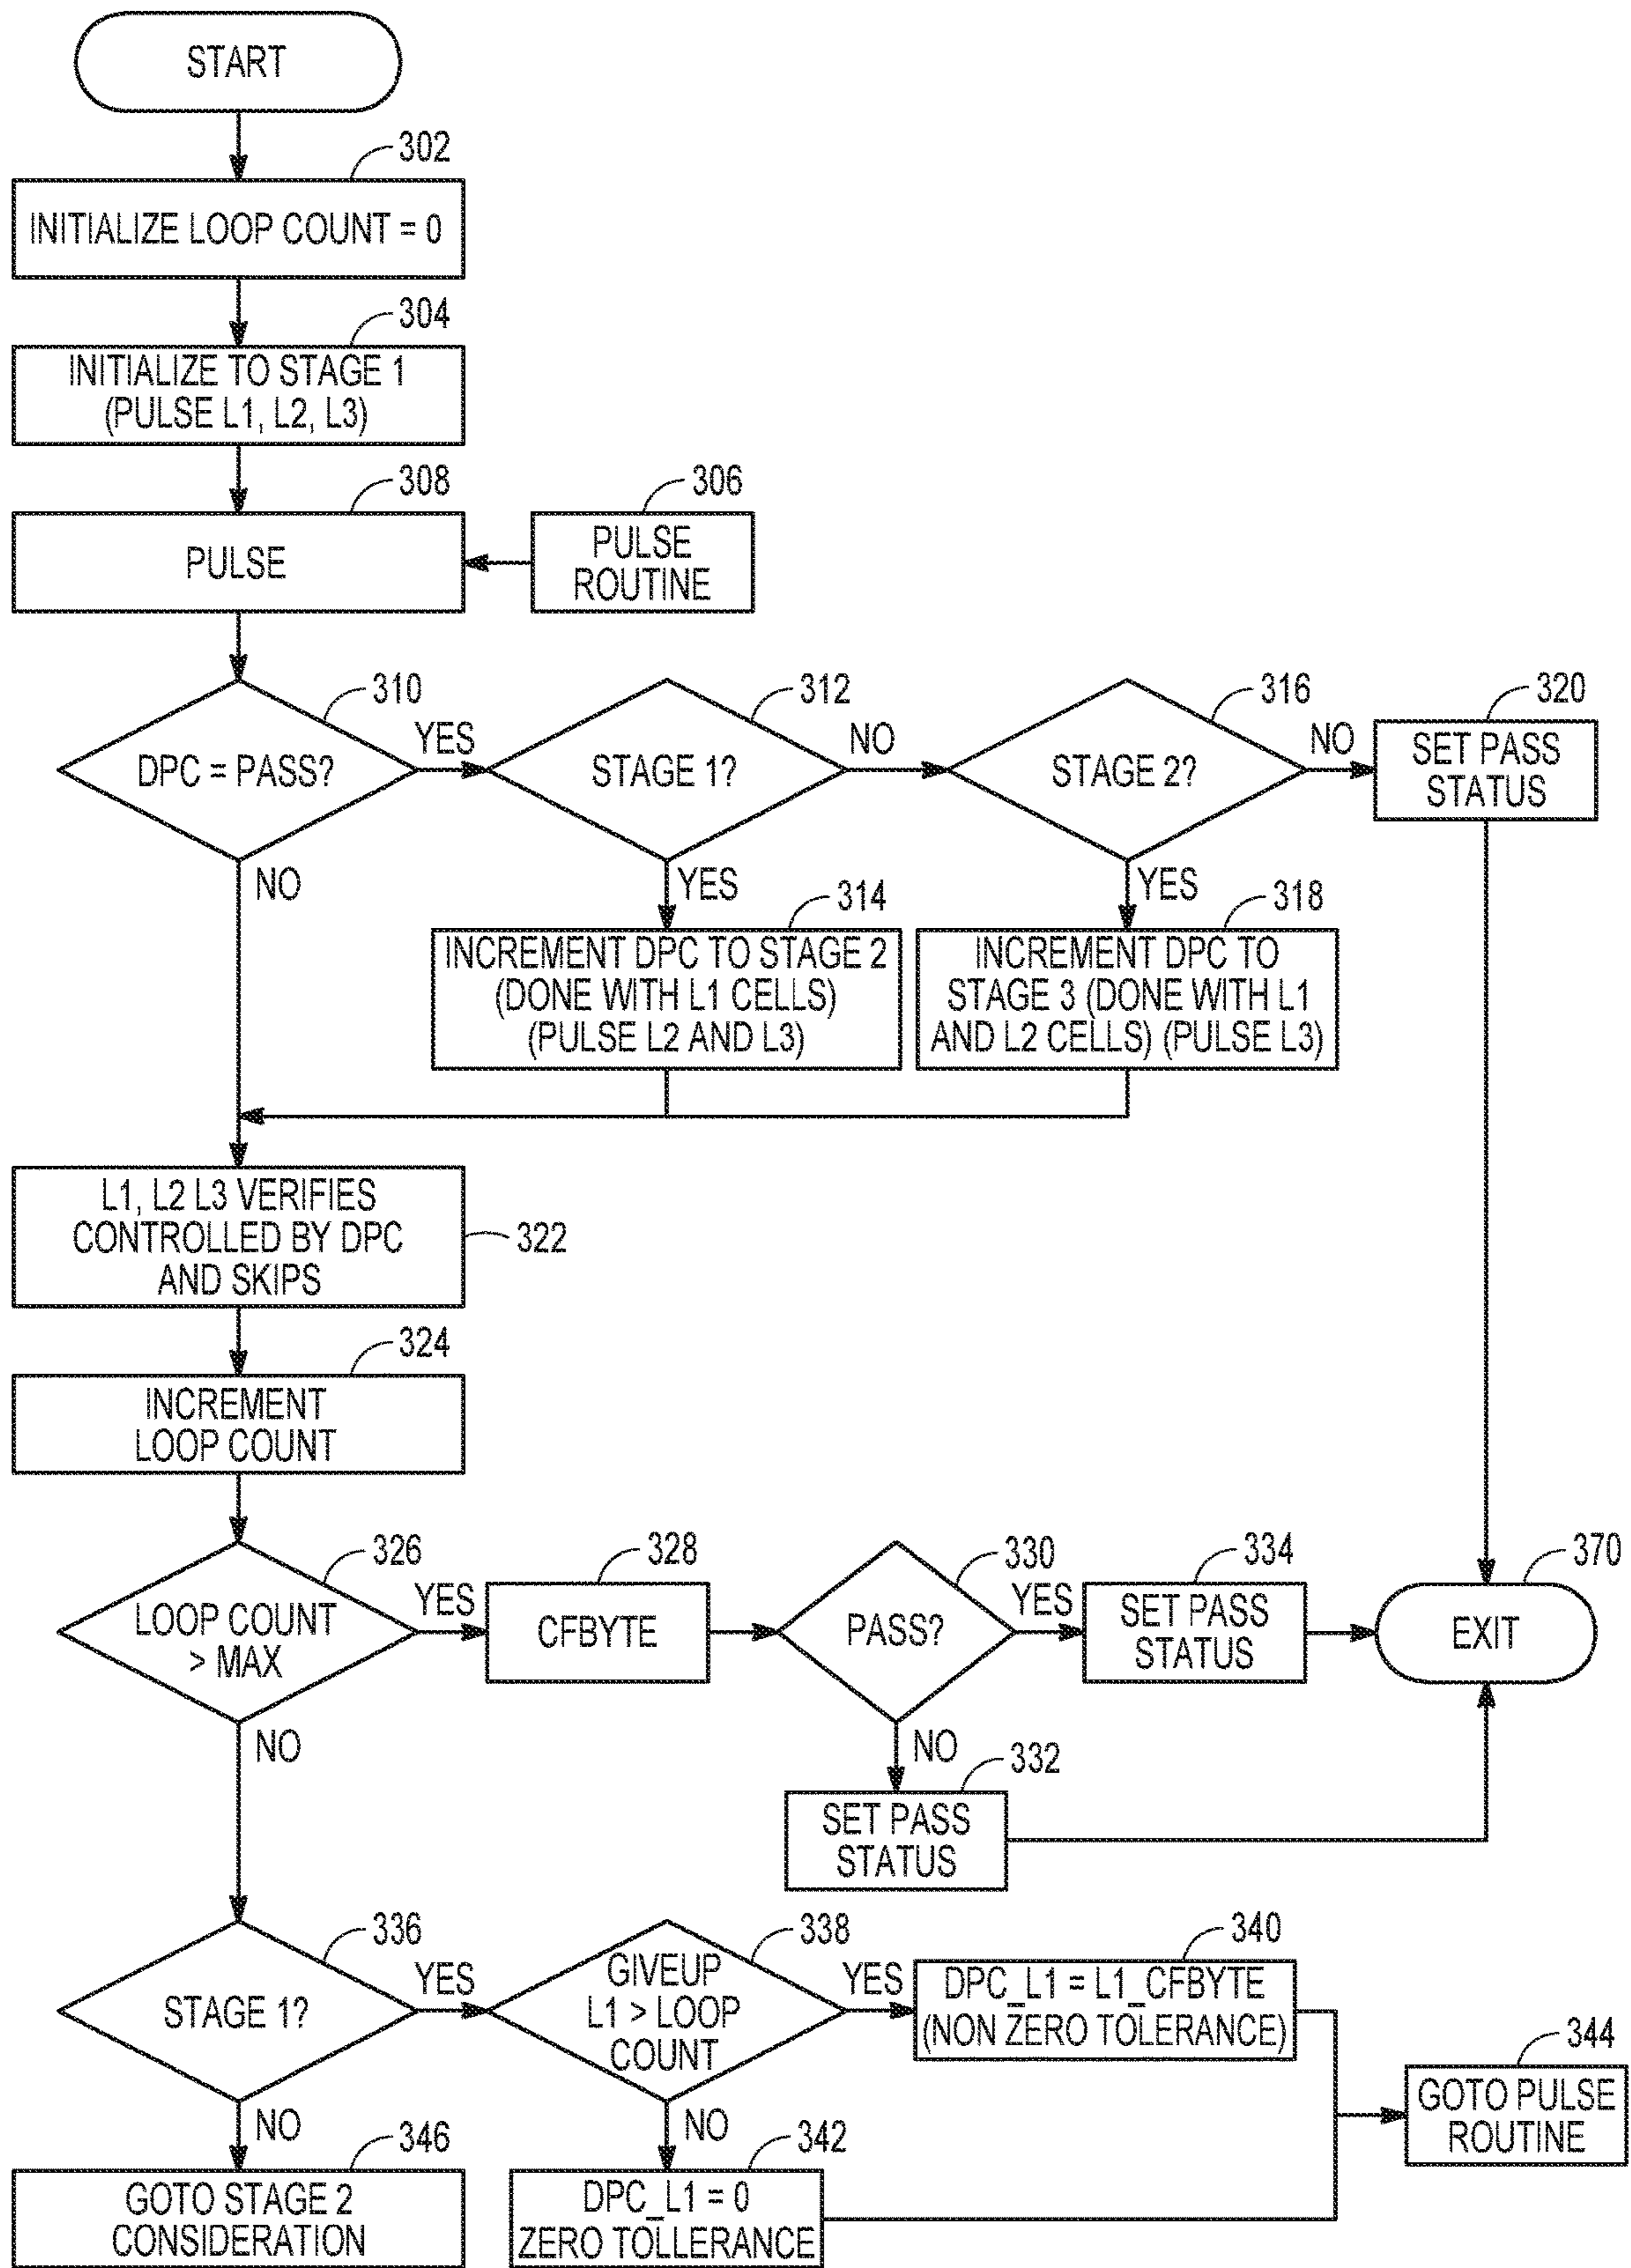 START
302
INITIALIZE LOOP COUNT = 0
304
INITIALIZE TO STAGE 1
(PULSE L1, L2, L3)
308
PULSE
306
PULSE
ROUTINE
310
DPC = PASS?
YES
NO
312
STAGE 1?
NO
YES
316
STAGE 2?
NO
YES
320
SET PASS
STATUS
314
INCREMENT DPC TO STAGE 2
(DONE WITH L1 CELLS)
(PULSE L2 AND L3)
318
INCREMENT DPC TO
STAGE 3 (DONE WITH L1
AND L2 CELLS) (PULSE L3)
L1, L2 L3 VERIFIES
CONTROLLED BY DPC
AND SKIPS
322
324
INCREMENT
LOOP COUNT
326
LOOP COUNT
> MAX
YES
NO
328
CFBYTE
330
PASS?
YES
NO
334
SET PASS
STATUS
370
EXIT
332
SET PASS
STATUS
336
STAGE 1?
YES
NO
338
GIVEUP
L1 > LOOP
COUNT
YES
NO
340
DPC_L1 = L1_CFBYTE
(NON ZERO TOLERANCE)
344
GOTO PULSE
ROUTINE
346
GOTO STAGE 2
CONSIDERATION
342
DPC_L1 = 0
ZERO TOLLERANCE